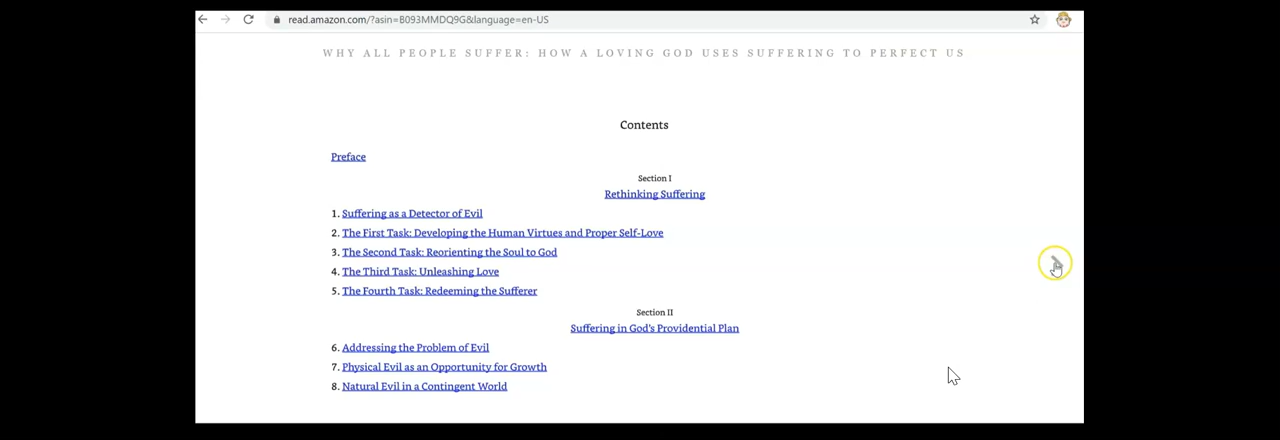 read.amazon.com/?asin=B093MMDQ9G&language=en-US
WHY ALL PEOPLE SUFFER: HOW A LOVING GOD USES SUFFERING TO PERFECT US
Contents
Preface
Section I
Rethinking Suffering
1. Suffering as a Detector of Evil
2. The First Task: Developing the Human Virtues and Proper Self-Love
3. The Second Task: Reorienting the Soul to God
4. The Third Task: Unleashing Love
5. The Fourth Task: Redeeming the Sufferer
Section II
Suffering in God's Providential Plan
6. Addressing the Problem of Evil
7. Physical Evil as an Opportunity for Growth
8. Natural Evil in a Contingent World